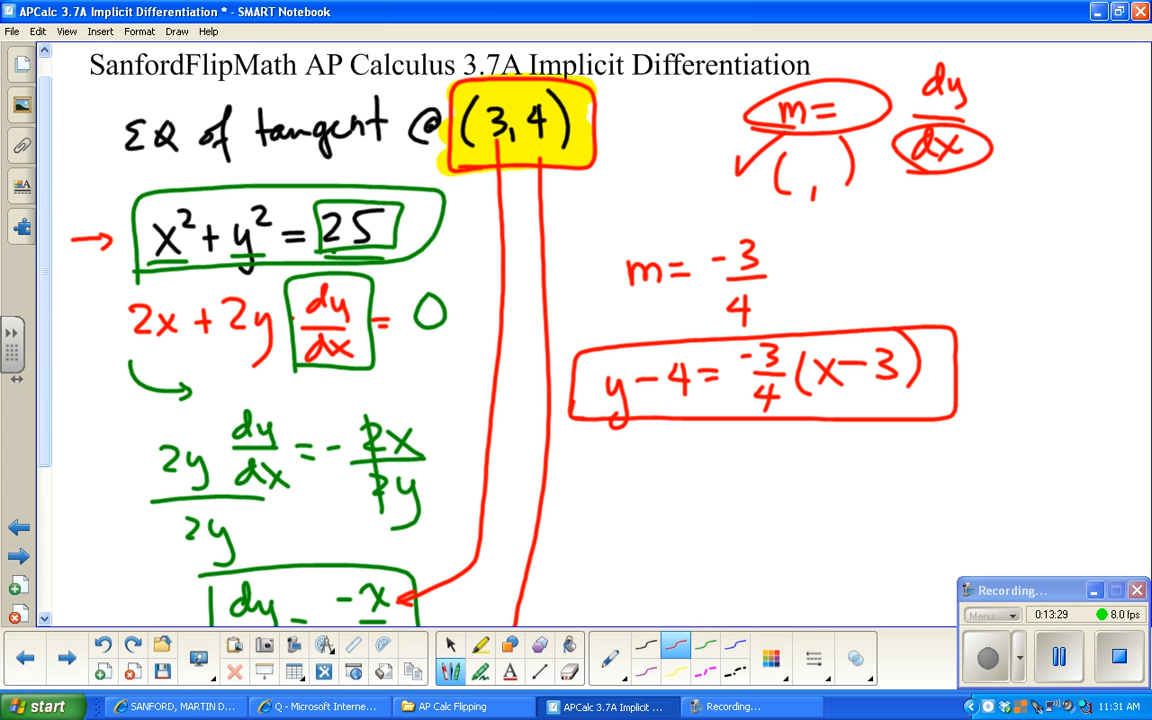 APCalc 3.7A Implicit Differentiation * - SMART Notebook
File Edit View Insert Format Draw Help
SanfordFlipMath AP Calculus 3.7A Implicit Differentiation
EQ of tangent @ (3,4)
m= dy/dx
( , )
x² + y² = 25
m = -3/4
2x + 2y dy/dx = 0
y - 4 = -3/4 (x - 3)
2y dy/dx = - 2x
2y 2y
dy -x
Recording...
Menu 0:13:29 8.0 fps
start SANFORD, MARTIN D... Q - Microsoft Interne... AP Calc Flipping APCalc 3.7A Implicit ... Recording... 11:31 AM